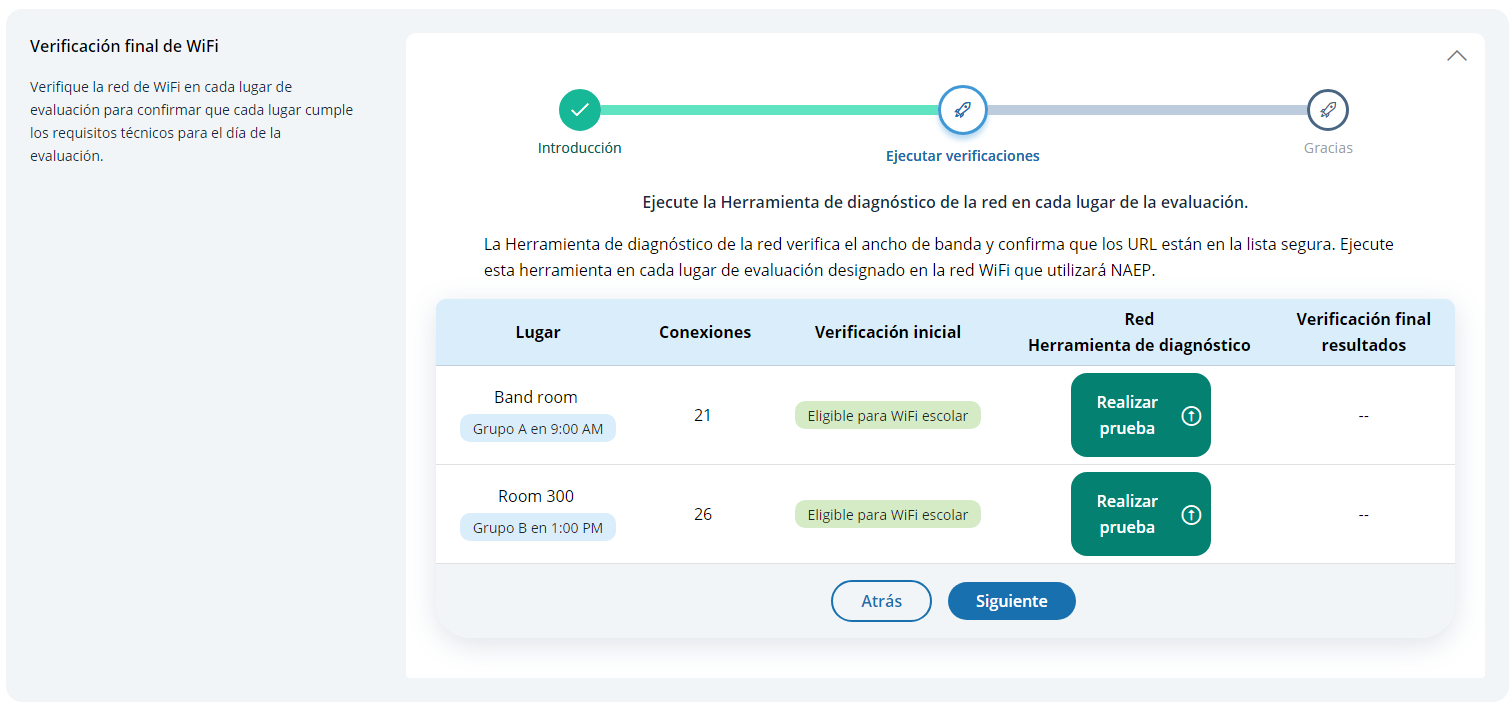 Verificación final de WiFi
Verifique la red de WiFi en cada lugar de
evaluación para confirmar que cada lugar cumple
los requisitos técnicos para el día de la
evaluación.
Introducción
Ejecutar verificaciones
Gracias
Ejecute la Herramienta de diagnóstico de la red en cada lugar de la evaluación.
La Herramienta de diagnóstico de la red verifica el ancho de banda y confirma que los URL están en la lista segura. Ejecute
esta herramienta en cada lugar de evaluación designado en la red WiFi que utilizará NAEP.
Lugar
Conexiones
Verificación inicial
Red
Herramienta de diagnóstico
Verificación final
resultados
Band room
Grupo A en 9:00 AM
21
Eligible para WiFi escolar
Realizar
prueba
--
Room 300
Grupo B en 1:00 PM
26
Eligible para WiFi escolar
Realizar
prueba
--
Atrás
Siguiente